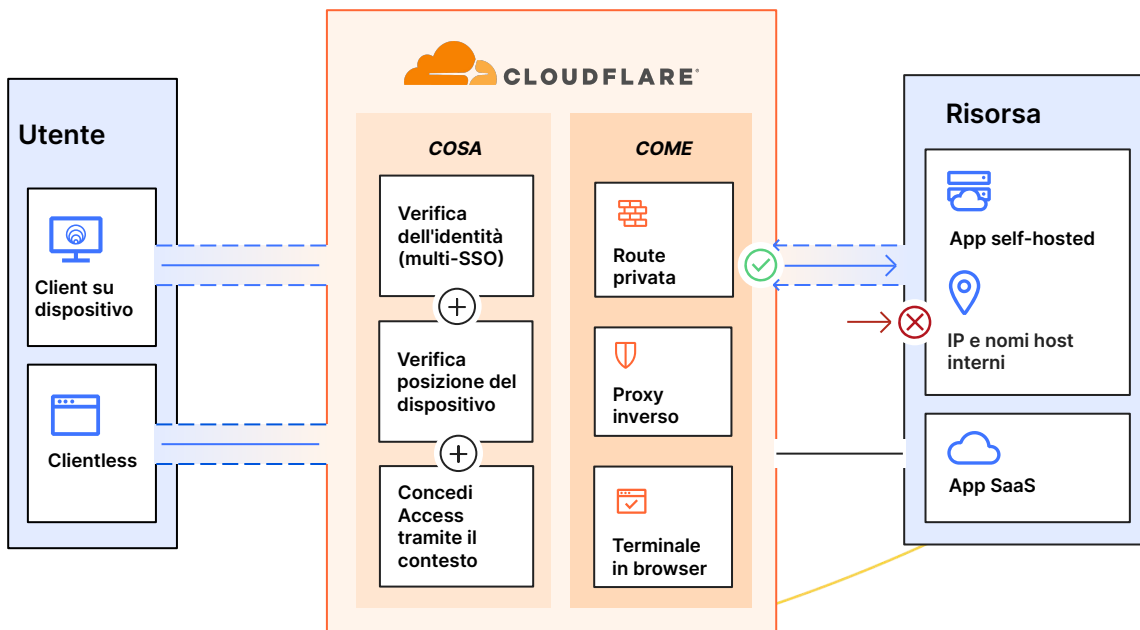 Utente
Client su
dispositivo
Clientless
CLOUDFLARE
COSA
Verifica
dell'identità
(multi-SSO)
Verifica
posizione del
dispositivo
Concedi
Access
tramite il
contesto
COME
Route
privata
Proxy
inverso
Terminale
in browser
Risorsa
App self-hosted
IP e nomi host
interni
App SaaS